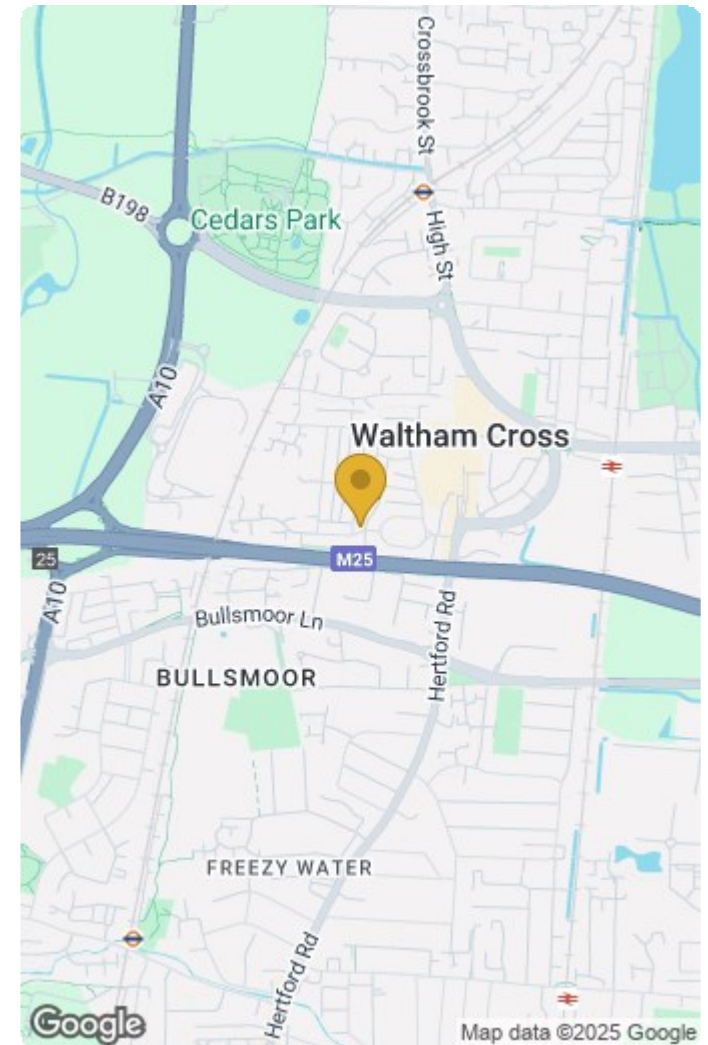 Crossbrook St
B198
Cedars Park
High St
A10
Waltham Cross
25
M25
A10
Bullsmoor Ln
Hertford Rd
BULLSMOOR
FREEZY WATER
Hertford Rd
Google
Map data ©2025 Google